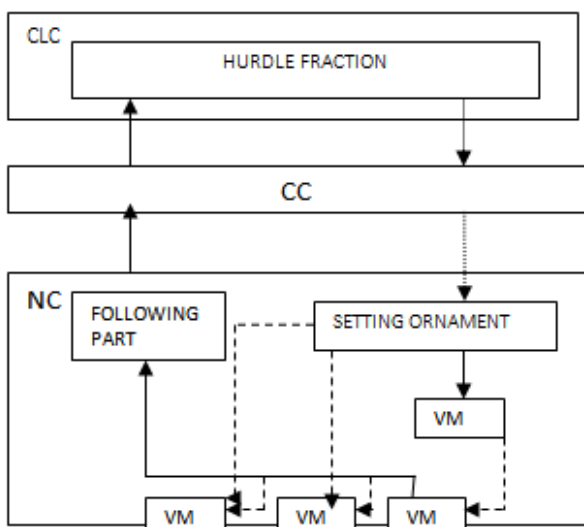 CLC
HURDLE FRACTION
CC
NC
FOLLOWING
PART
SETTING ORNAMENT
VM
VM
VM
VM